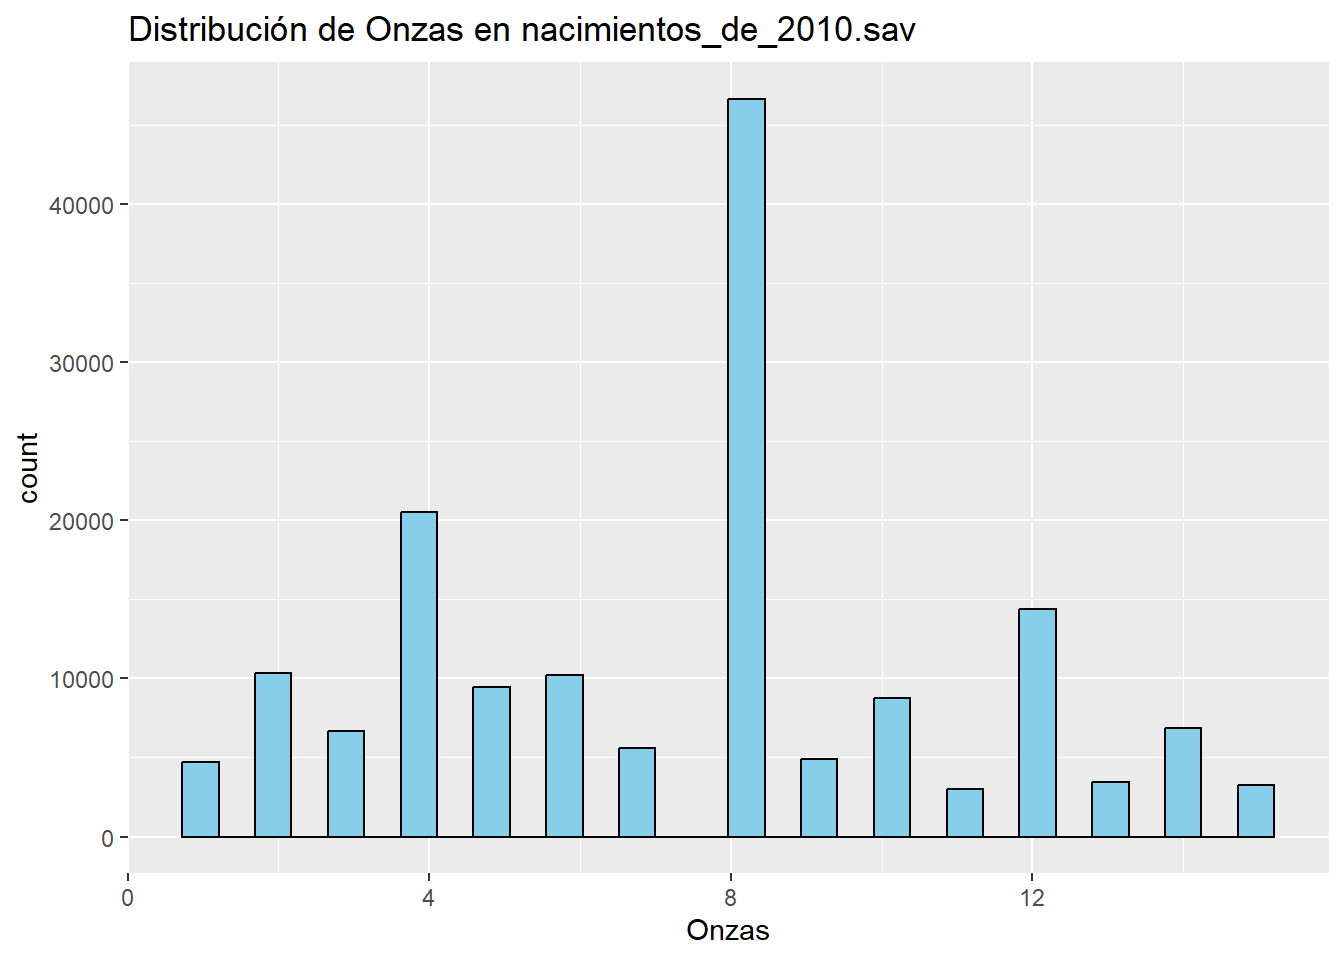 Distribución de Onzas en nacimientos_de_2010.sav
count
40000
30000
20000
10000
0
0 4 8 12
Onzas